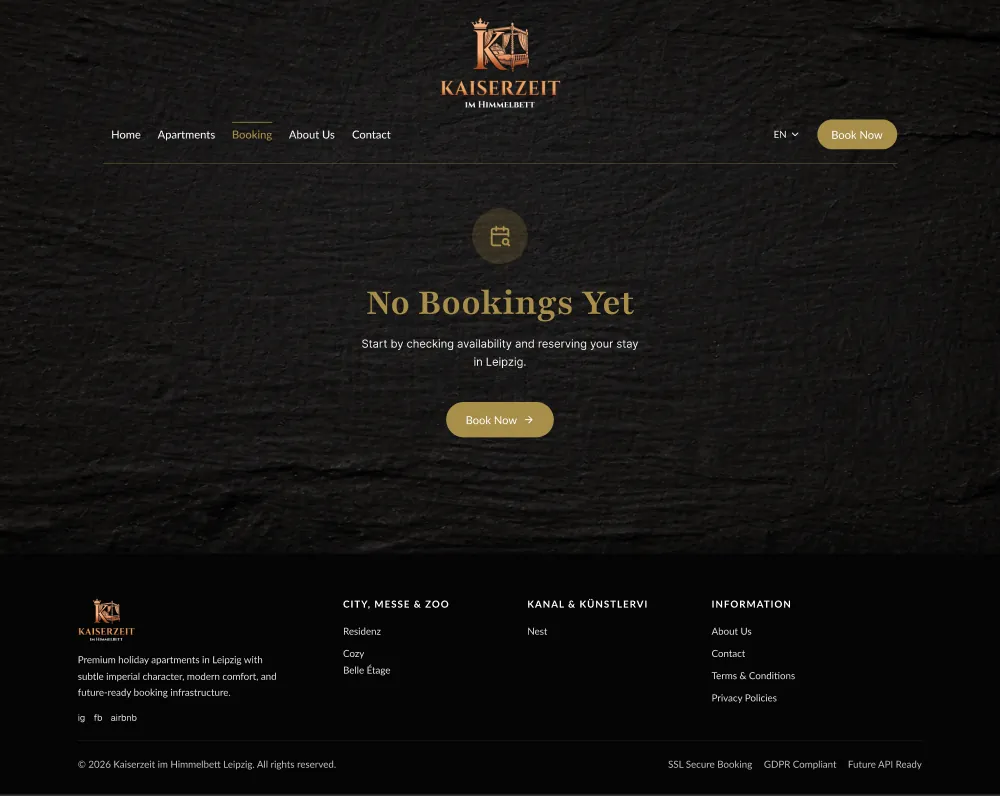 KAISERZEIT
IM HIMMELBETT
Home Apartments Booking About Us Contact EN Book Now
No Bookings Yet
Start by checking availability and reserving your stay
in Leipzig.
Book Now →
KAISERZEIT
IM HIMMELBETT
Premium holiday apartments in Leipzig with
subtle imperial character, modern comfort, and
future-ready booking infrastructure.
ig fb airbnb
CITY, MESSE & ZOO
Residenz
Cozy
Belle Étage
KANAL & KÜNSTLERVI
Nest
INFORMATION
About Us
Contact
Terms & Conditions
Privacy Policies
© 2026 Kaiserzeit im Himmelbett Leipzig. All rights reserved.
SSL Secure Booking GDPR Compliant Future API Ready